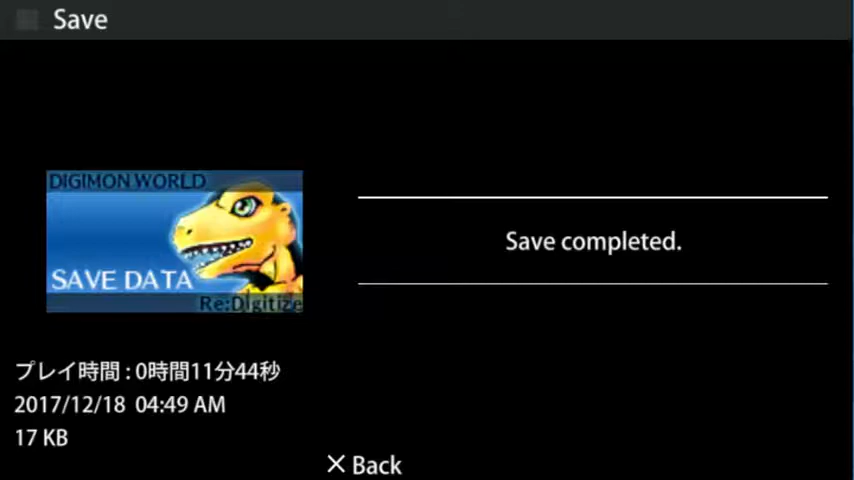 Save
DIGIMON WORLD
SAVE DATA
Re:Digitize
Save completed.
プレイ時間 : 0時間11分44秒
2017/12/18 04:49 AM
17 KB
✕ Back